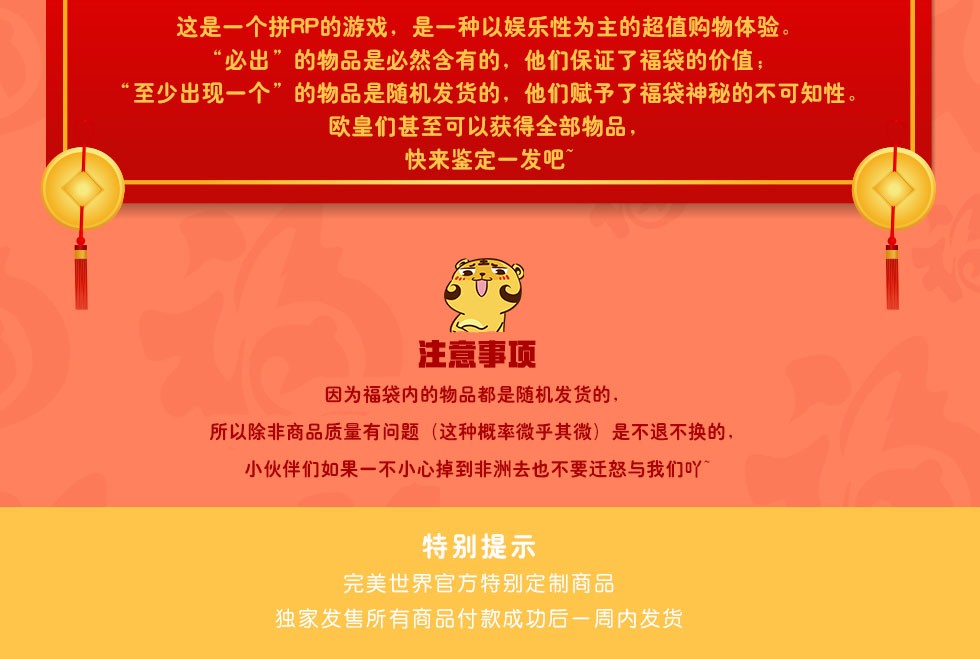 这是一个拼RP的游戏，是一种以娱乐性为主的超值购物体验。
“必出”的物品是必然含有的，他们保证了福袋的价值；
“至少出现一个”的物品是随机发货的，他们赋予了福袋神秘的不可知性。
欧皇们甚至可以获得全部物品，
快来鉴定一发吧~
注意事项
因为福袋内的物品都是随机发货的，
所以除非商品质量有问题（这种概率微乎其微）是不退不换的，
小伙伴们如果一不小心掉到非洲去也不要迁怒与我们吖~
特别提示
完美世界官方特别定制商品
独家发售所有商品付款成功后一周内发货